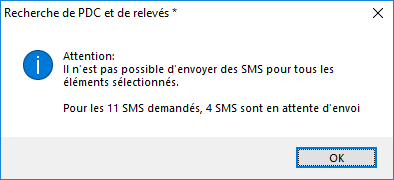 Recherche de PDC et de relevés *
Attention:
Il n'est pas possible d'envoyer des SMS pour tous les
éléments sélectionnés.
Pour les 11 SMS demandés, 4 SMS sont en attente d'envoi
OK